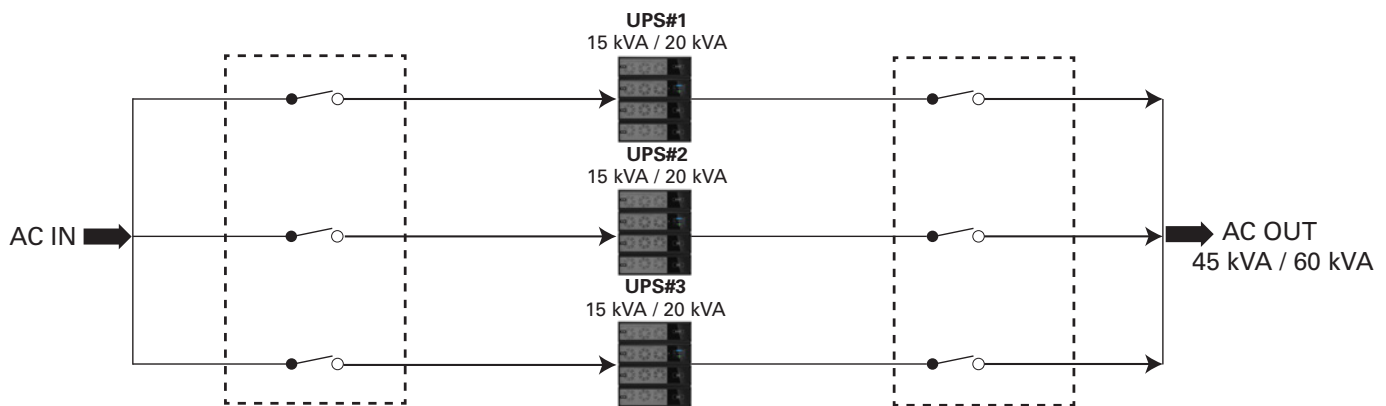 UPS#1
15 kVA / 20 kVA
UPS#2
15 kVA / 20 kVA
AC IN
AC OUT
45 kVA / 60 kVA
UPS#3
15 kVA / 20 kVA